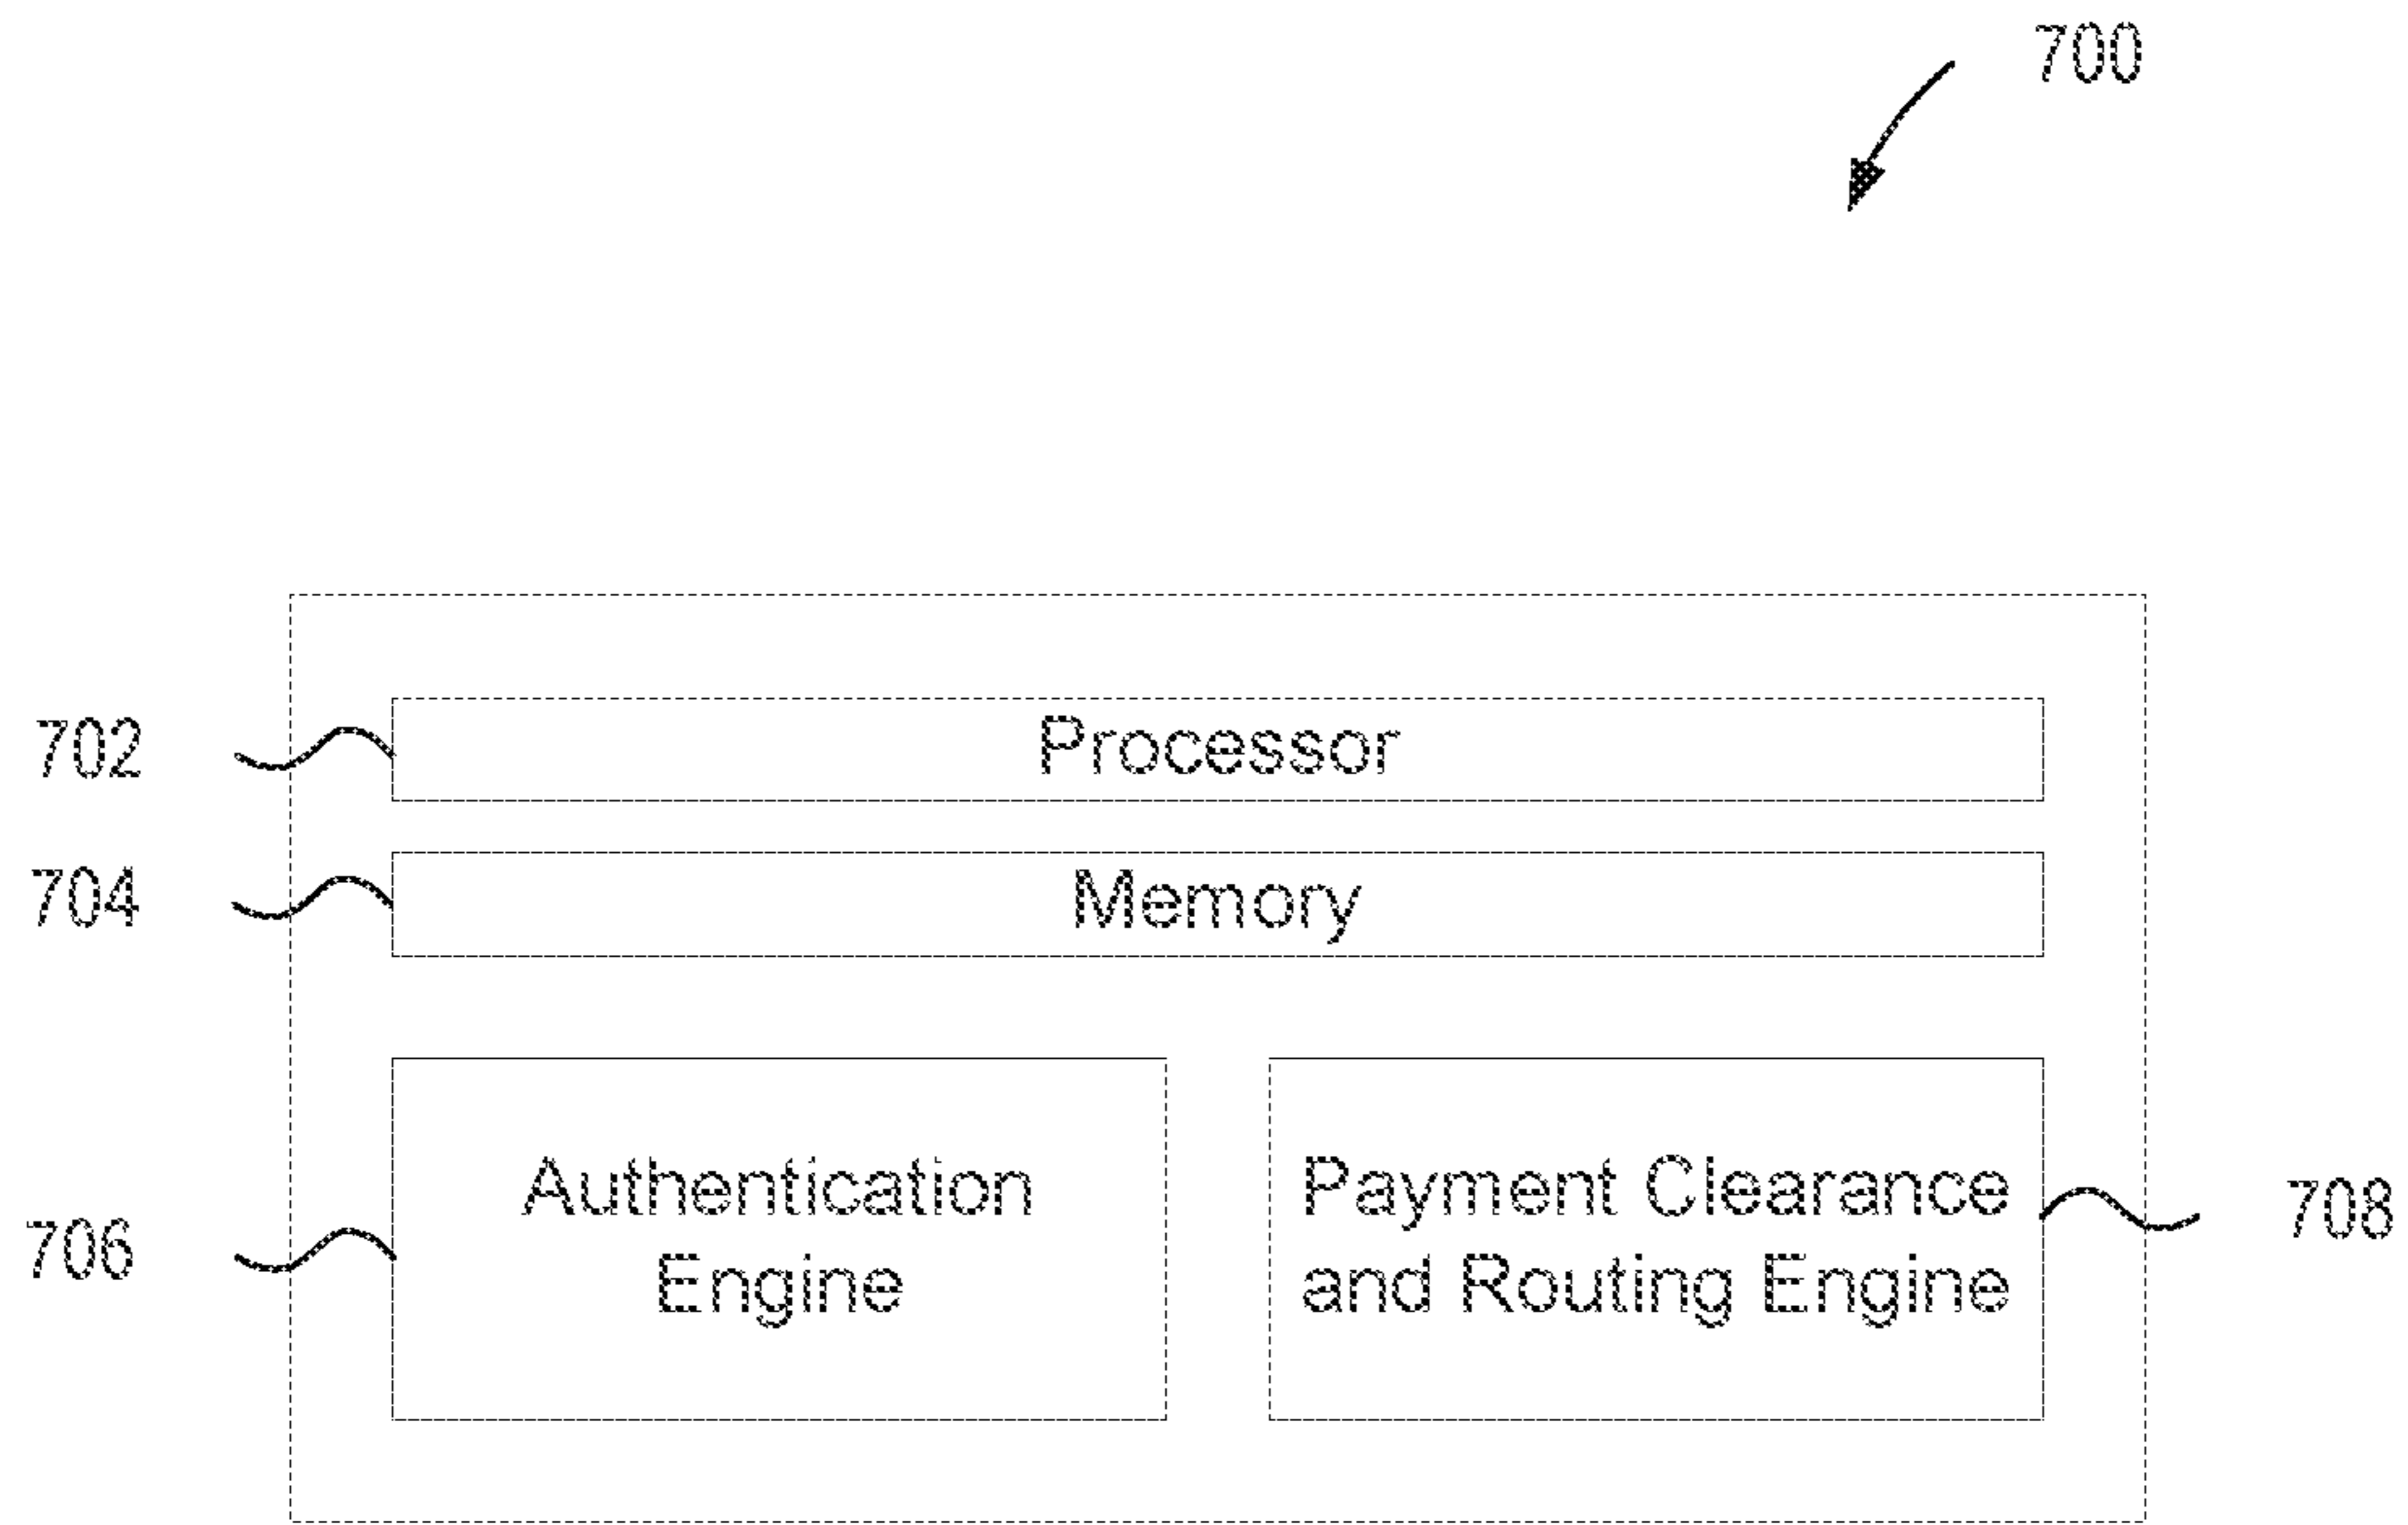 700
702
Processor
704
Memory
706
Authentication
Engine
Payment Clearance
and Routing Engine
708